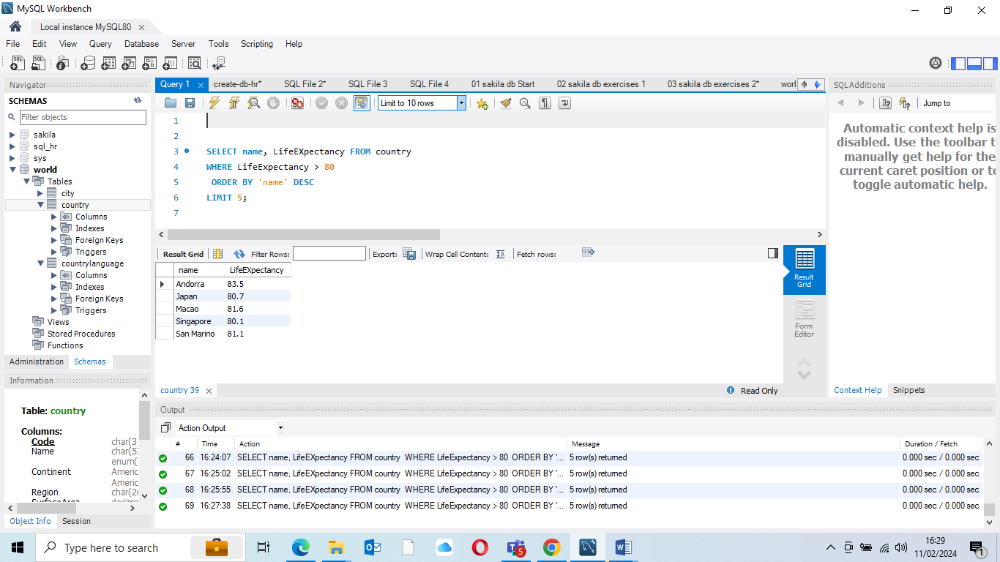 MySQL Workbench
Local instance MySQL80
File Edit View Query Database Server Tools Scripting Help
Navigator
SCHEMAS
Filter objects
sakila
sql_hr
sys
world
Tables
city
country
Columns
Indexes
Foreign Keys
Triggers
countrylanguage
Columns
Indexes
Foreign Keys
Triggers
Views
Stored Procedures
Functions
Administration Schemas
Information
Table: country
Columns:
Code char(3
Name char(52
enum(
Continent Americ
Americ
Region char(26
SurfaceArea decima
Object Info Session
Query 1 create-db-hr* SQL File 2* SQL File 3 SQL File 4 01 sakila db Start 02 sakila db exercises 1 03 sakila db exercises 2* worl
Limit to 10 rows
1
2
3 SELECT name, LifeEXpectancy FROM country
4 WHERE LifeExpectancy > 80
5 ORDER BY 'name' DESC
6 LIMIT 5;
7
Result Grid Filter Rows: Export: Wrap Cell Content: Fetch rows:
name LifeEXpectancy
Andorra 83.5
Japan 80.7
Macao 81.6
Singapore 80.1
San Marino 81.1
Result
Grid
Form
Editor
country 39 Read Only
SQLAdditions
Jump to
Automatic context help is
disabled. Use the toolbar t
manually get help for the
current caret position or to
toggle automatic help.
Context Help Snippets
Output
Action Output
# Time Action Message Duration / Fetch
66 16:24:07 SELECT name, LifeEXpectancy FROM country WHERE LifeExpectancy > 80 ORDER BY '... 5 row(s) returned 0.000 sec / 0.000 sec
67 16:25:02 SELECT name, LifeEXpectancy FROM country WHERE LifeExpectancy > 80 ORDER BY '... 5 row(s) returned 0.000 sec / 0.000 sec
68 16:25:55 SELECT name, LifeEXpectancy FROM country WHERE LifeExpectancy > 80 ORDER BY '... 5 row(s) returned 0.000 sec / 0.000 sec
69 16:27:38 SELECT name, LifeEXpectancy FROM country WHERE LifeExpectancy > 80 ORDER BY '... 5 row(s) returned 0.000 sec / 0.000 sec
Type here to search
5
16:29
11/02/2024
1